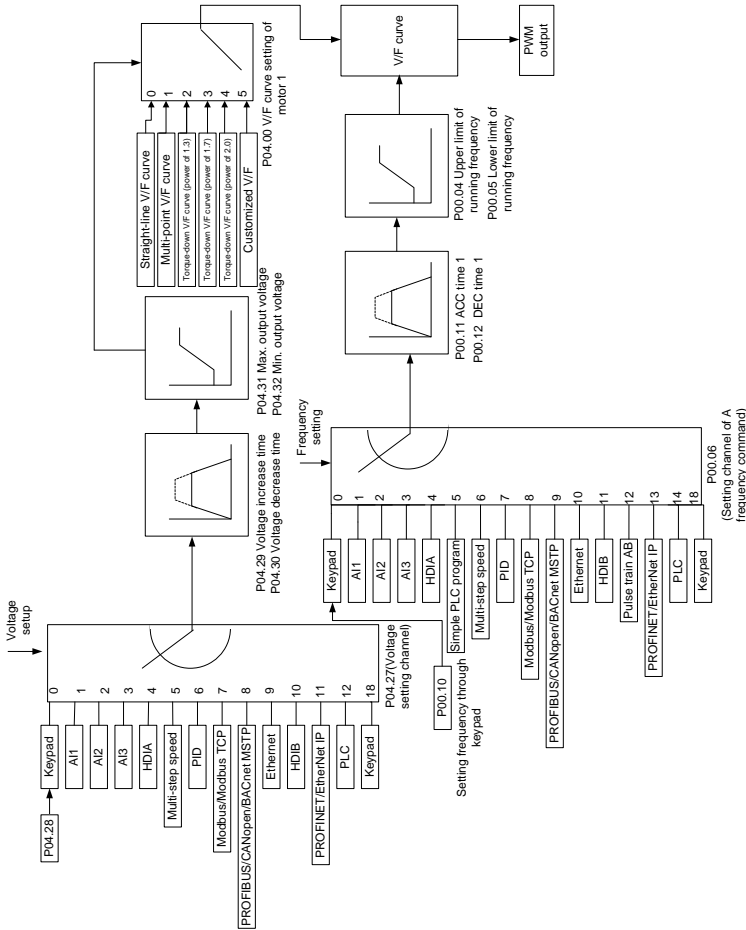 Voltage
setup
P04.28
Keypad
AI1
AI2
AI3
HDIA
Multi-step speed
PID
Modbus/Modbus TCP
PROFIBUS/CANopen/BACnet MSTP
Ethernet
HDIB
PROFINET/EtherNet IP
PLC
Keypad
0
1
2
3
4
5
6
7
8
9
10
11
12
18
P04.27(Voltage
setting channel)
P04.29 Voltage increase time
P04.30 Voltage decrease time
P04.31 Max. output voltage
P04.32 Min. output voltage
Straight-line V/F curve
Multi-point V/F curve
Torque-down V/F curve (power of 1.3)
Torque-down V/F curve (power of 1.7)
Torque-down V/F curve (power of 2.0)
Customized V/F
0
1
2
3
4
5
P04.00 V/F curve setting of
motor 1
Frequency
setting
P00.10
Setting frequency through
keypad
Keypad
AI1
AI2
AI3
HDIA
Simple PLC program
Multi-step speed
PID
Modbus/Modbus TCP
PROFIBUS/CANopen/BACnet MSTP
Ethernet
HDIB
Pulse train AB
PROFINET/EtherNet IP
PLC
Keypad
0
1
2
3
4
5
6
7
8
9
10
11
12
13
14
18
P00.06
(Setting channel of A
frequency command)
P00.11 ACC time 1
P00.12 DEC time 1
P00.04 Upper limit of
running frequency
P00.05 Lower limit of
running frequency
V/F curve
PWM
output